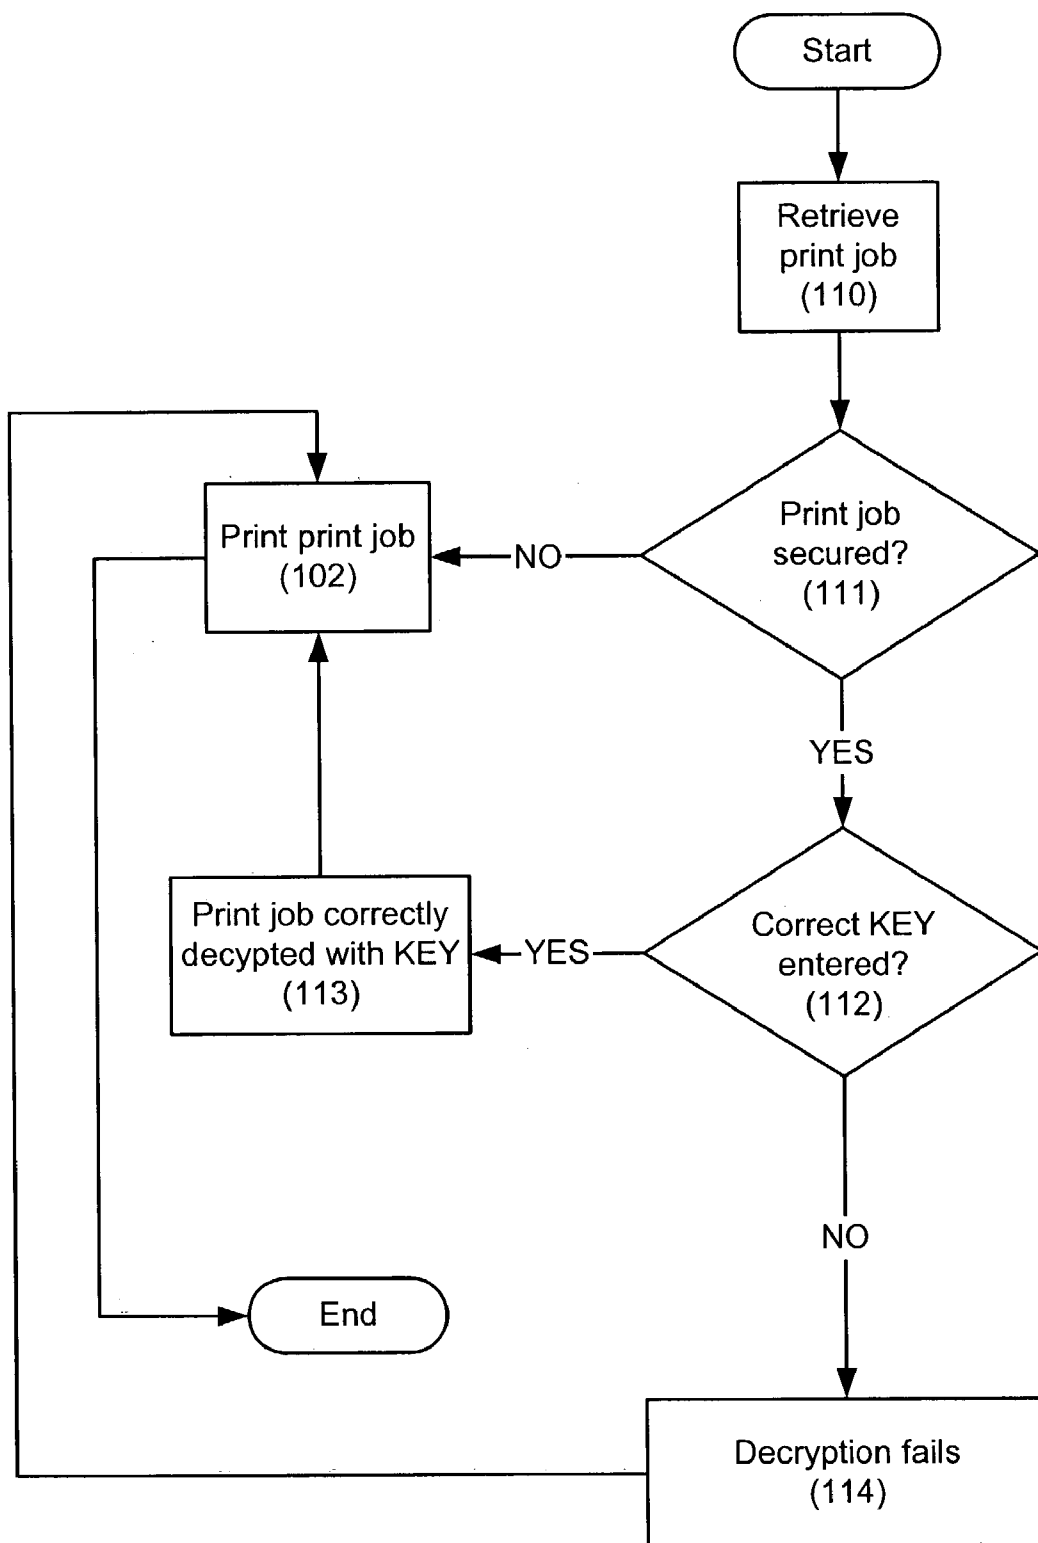 Start
Retrieve
print job
(110)
Print job
secured?
(111)
NO
Print print job
(102)
YES
Correct KEY
entered?
(112)
YES
Print job correctly
decypted with KEY
(113)
NO
End
Decryption fails
(114)